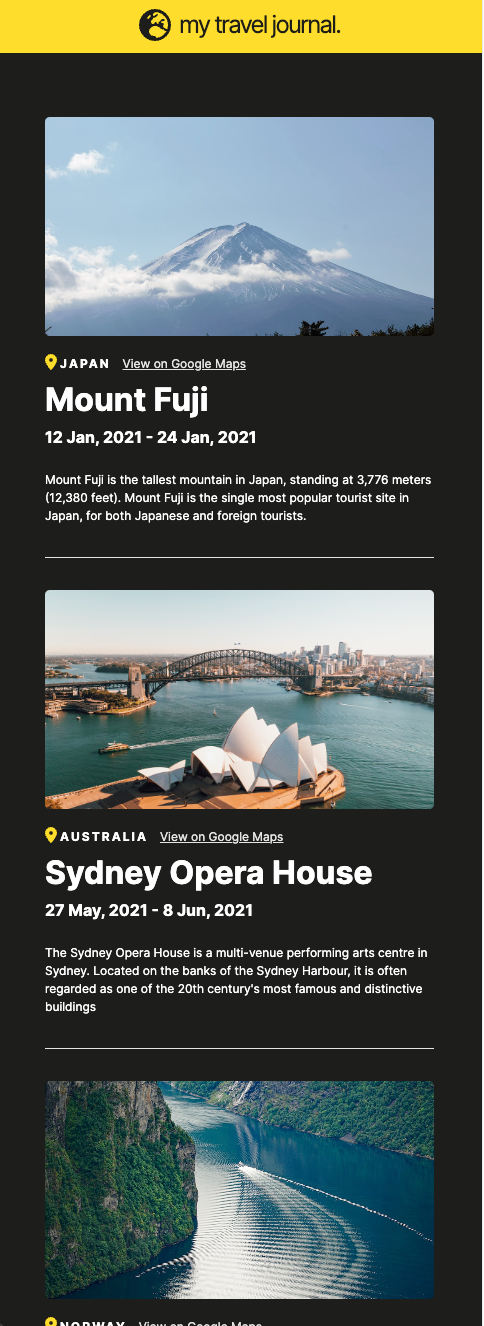 my travel journal.
JAPAN View on Google Maps
Mount Fuji
12 Jan, 2021 - 24 Jan, 2021
Mount Fuji is the tallest mountain in Japan, standing at 3,776 meters
(12,380 feet). Mount Fuji is the single most popular tourist site in
Japan, for both Japanese and foreign tourists.
AUSTRALIA View on Google Maps
Sydney Opera House
27 May, 2021 - 8 Jun, 2021
The Sydney Opera House is a multi-venue performing arts centre in
Sydney. Located on the banks of the Sydney Harbour, it is often
regarded as one of the 20th century's most famous and distinctive
buildings
NORWAY View on Google Maps